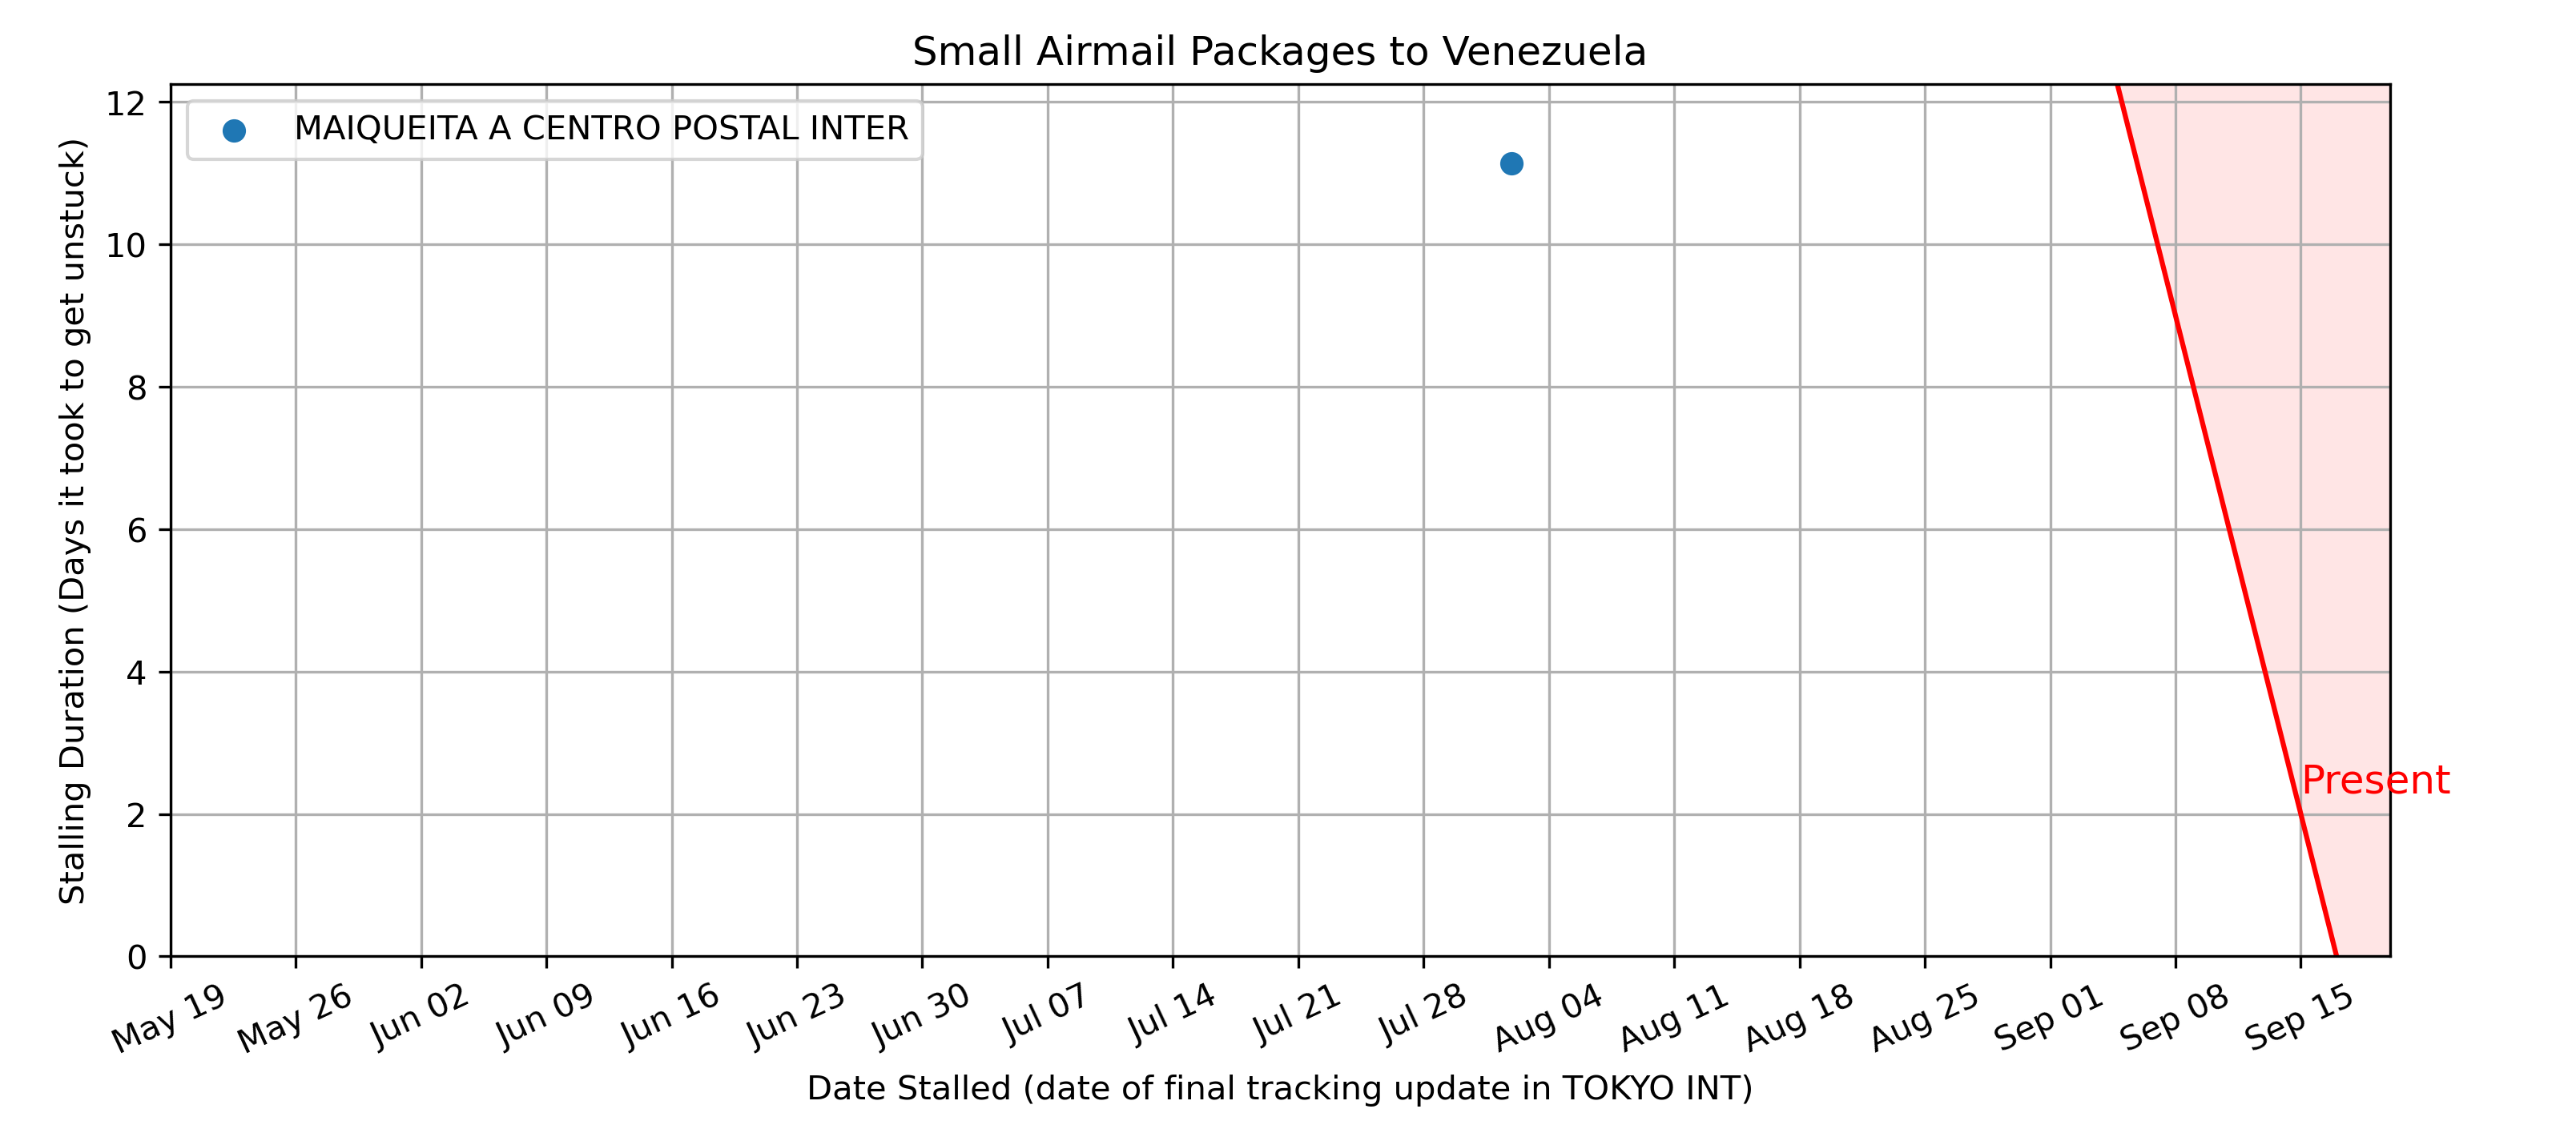 Small Airmail Packages to Venezuela
MAIQUEITA A CENTRO POSTAL INTER
Stalling Duration (Days it took to get unstuck)
12
10
8
6
4
2
0
Present
May 19
May 26
Jun 02
Jun 09
Jun 16
Jun 23
Jun 30
Jul 07
Jul 14
Jul 21
Jul 28
Aug 04
Aug 11
Aug 18
Aug 25
Sep 01
Sep 08
Sep 15
Date Stalled (date of final tracking update in TOKYO INT)